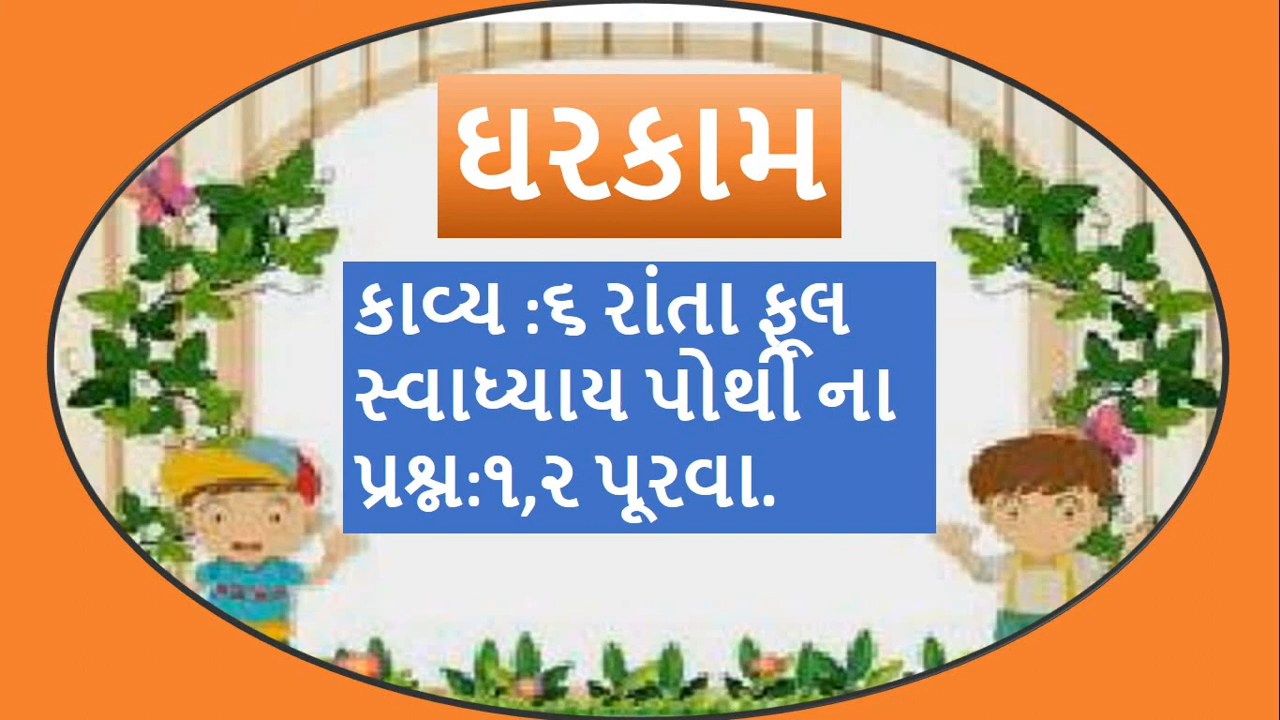 ઘરકામ
કાવ્ય :૬ રાંતા ફૂલ
સ્વાધ્યાય પોથી ના
પ્રશ્ન:૧,૨ પૂરવા.